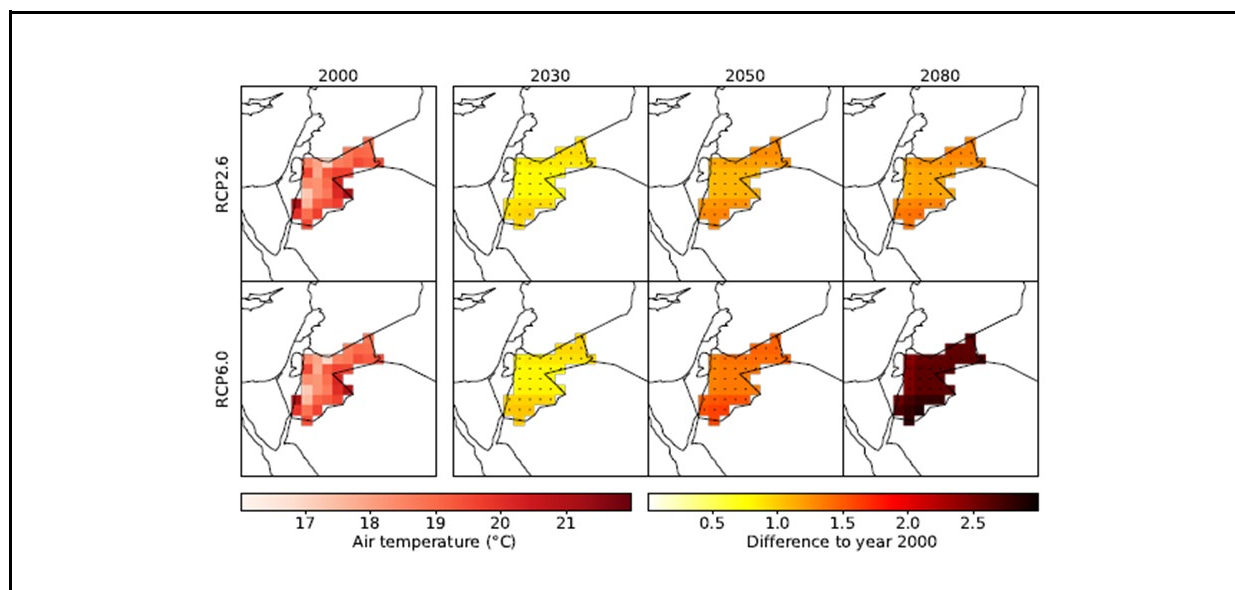 2000 2030 2050 2080
RCP2.6
RCP6.0
17 18 19 20 21
Air temperature (°C)
0.5 1.0 1.5 2.0 2.5
Difference to year 2000